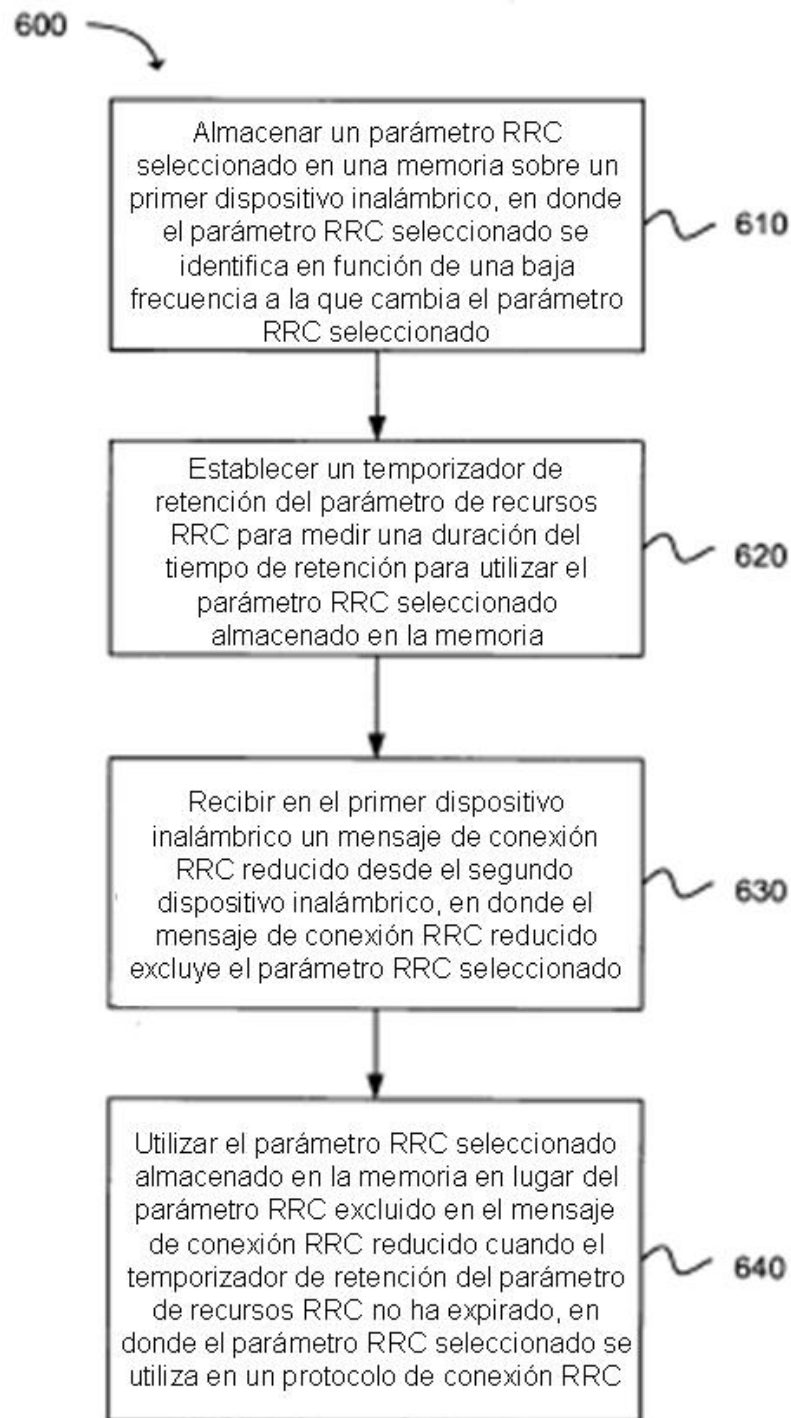 600
Almacenar un parámetro RRC
seleccionado en una memoria sobre un
primer dispositivo inalámbrico, en donde
el parámetro RRC seleccionado se
identifica en función de una baja
frecuencia a la que cambia el parámetro
RRC seleccionado
610
Establecer un temporizador de
retención del parámetro de recursos
RRC para medir una duración del
tiempo de retención para utilizar el
parámetro RRC seleccionado
almacenado en la memoria
620
Recibir en el primer dispositivo
inalámbrico un mensaje de conexión
RRC reducido desde el segundo
dispositivo inalámbrico, en donde el
mensaje de conexión RRC reducido
excluye el parámetro RRC seleccionado
630
Utilizar el parámetro RRC seleccionado
almacenado en la memoria en lugar del
parámetro RRC excluido en el mensaje
de conexión RRC reducido cuando el
temporizador de retención del parámetro
de recursos RRC no ha expirado, en
donde el parámetro RRC seleccionado se
utiliza en un protocolo de conexión RRC
640